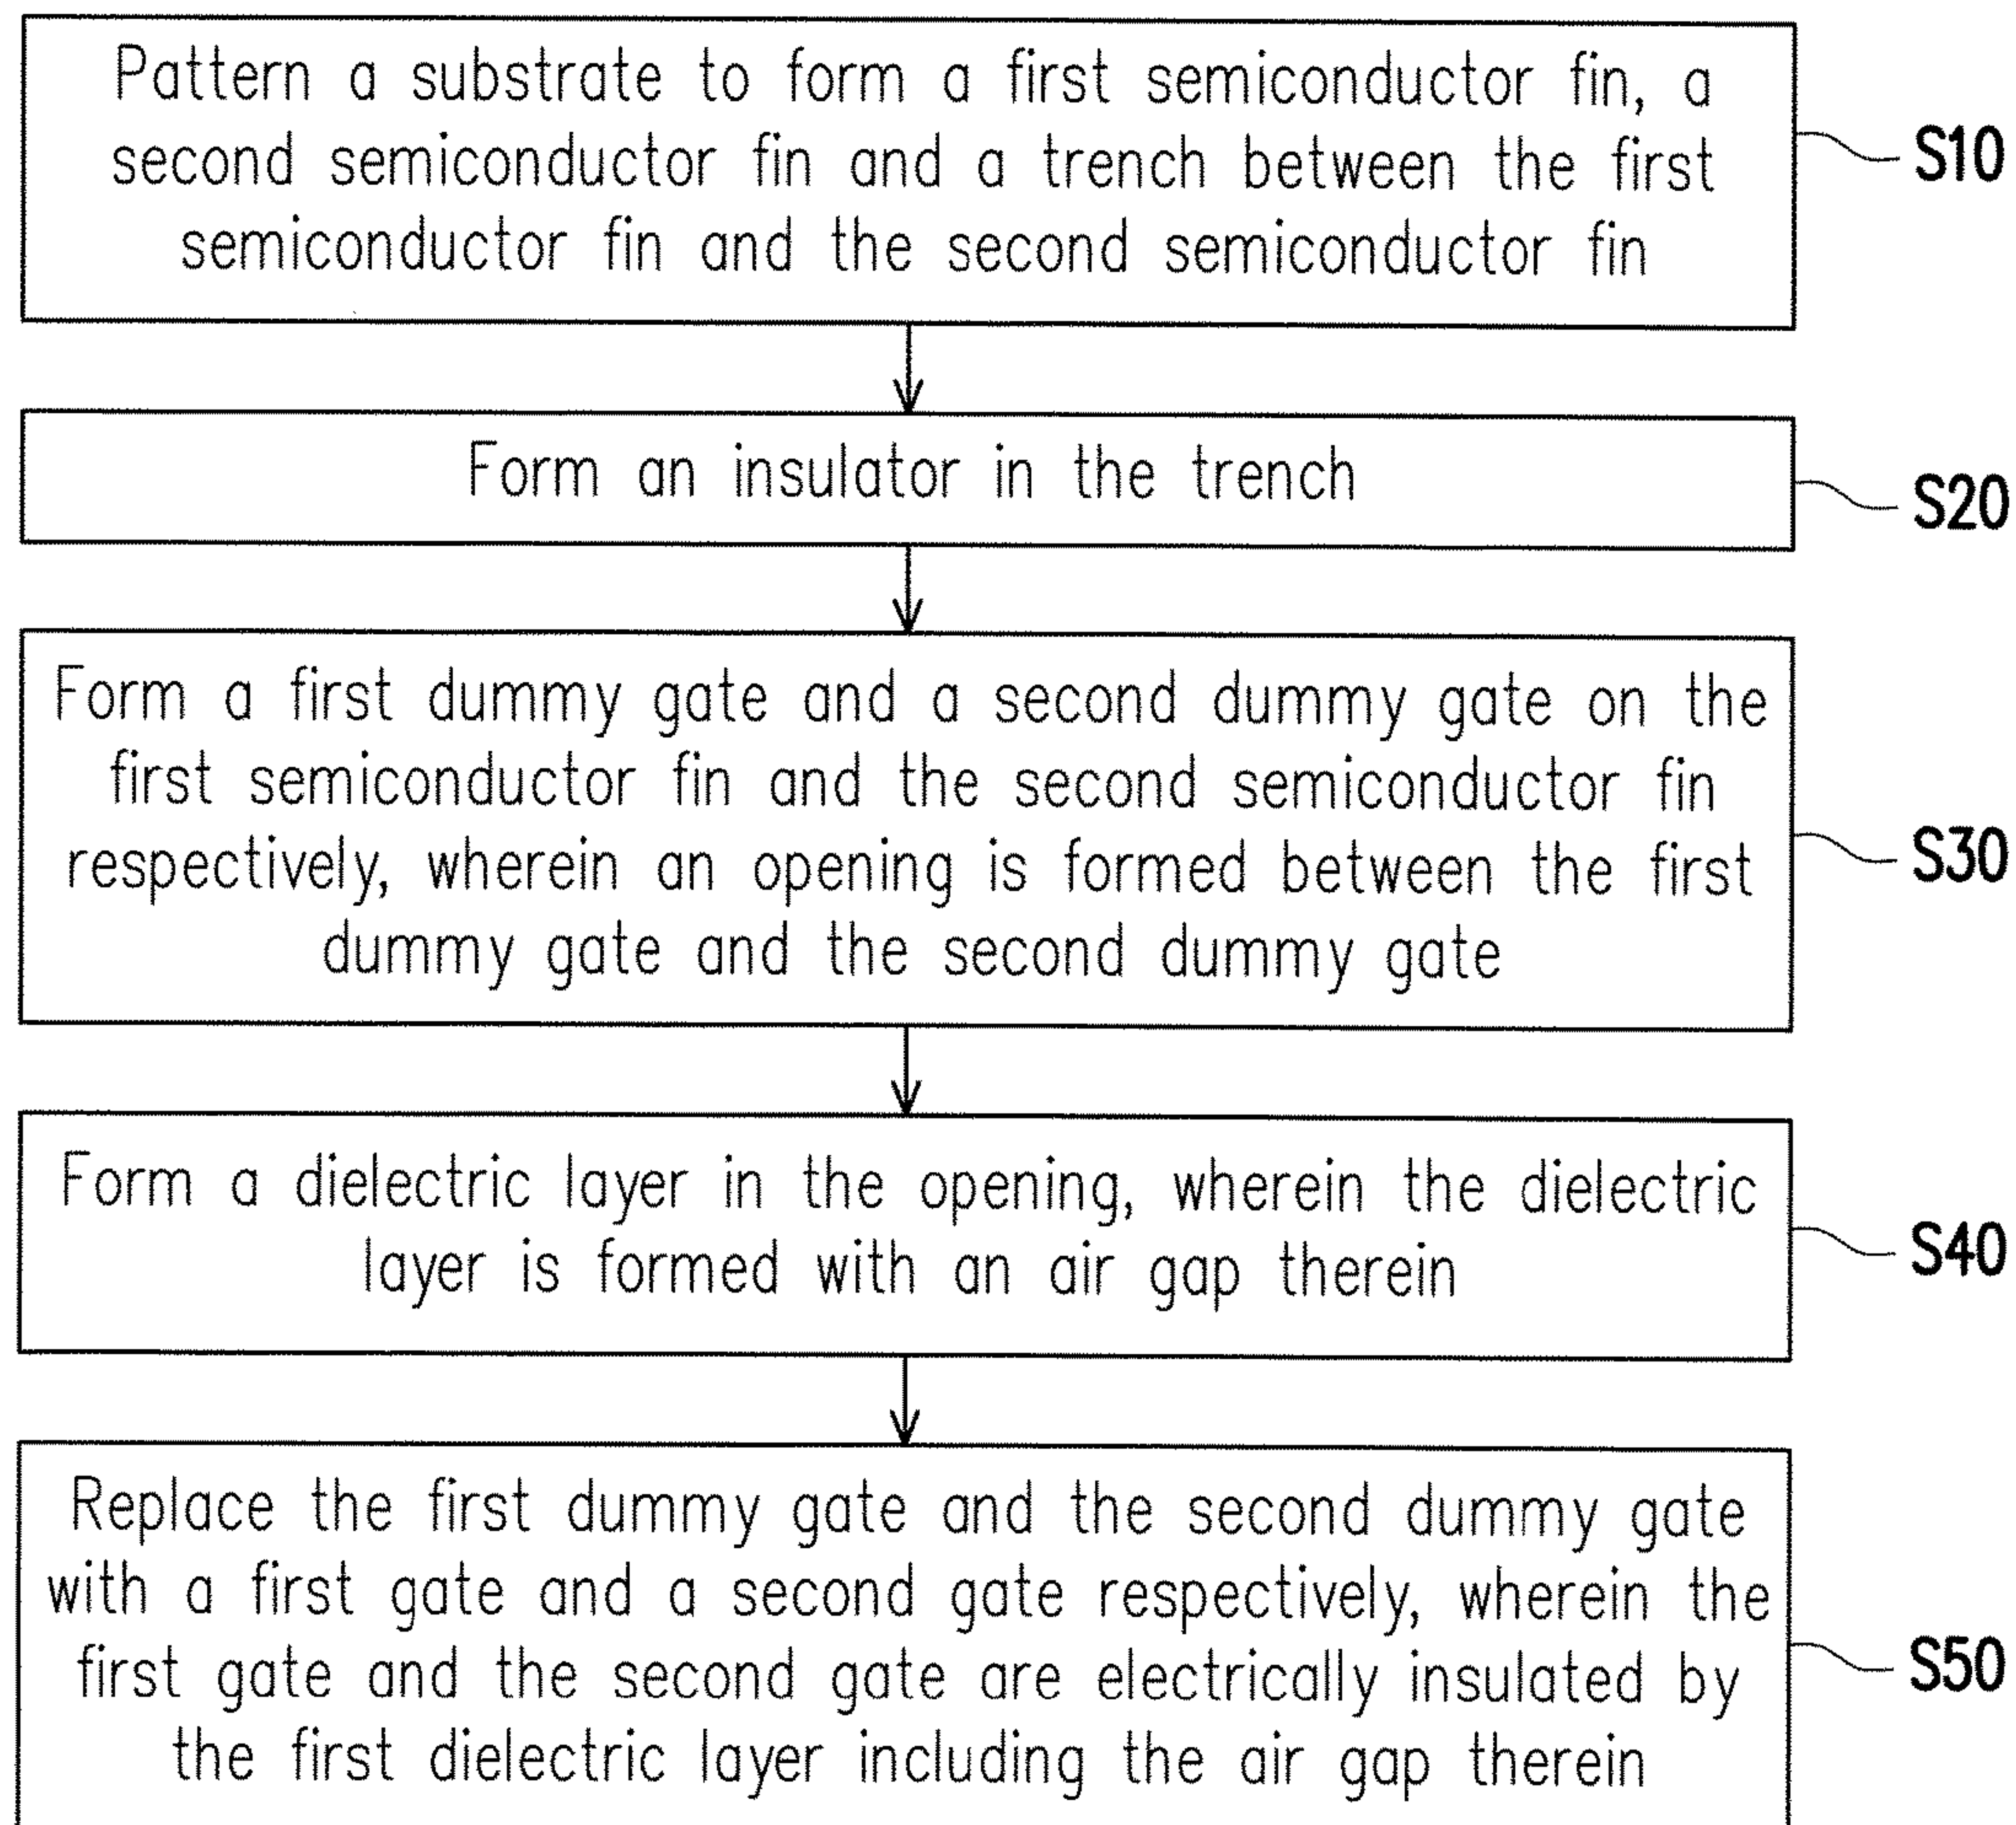 Pattern a substrate to form a first semiconductor fin, a
second semiconductor fin and a trench between the first
semiconductor fin and the second semiconductor fin
S10
Form an insulator in the trench
S20
Form a first dummy gate and a second dummy gate on the
first semiconductor fin and the second semiconductor fin
respectively, wherein an opening is formed between the first
dummy gate and the second dummy gate
S30
Form a dielectric layer in the opening, wherein the dielectric
layer is formed with an air gap therein
S40
Replace the first dummy gate and the second dummy gate
with a first gate and a second gate respectively, wherein the
first gate and the second gate are electrically insulated by
the first dielectric layer including the air gap therein
S50